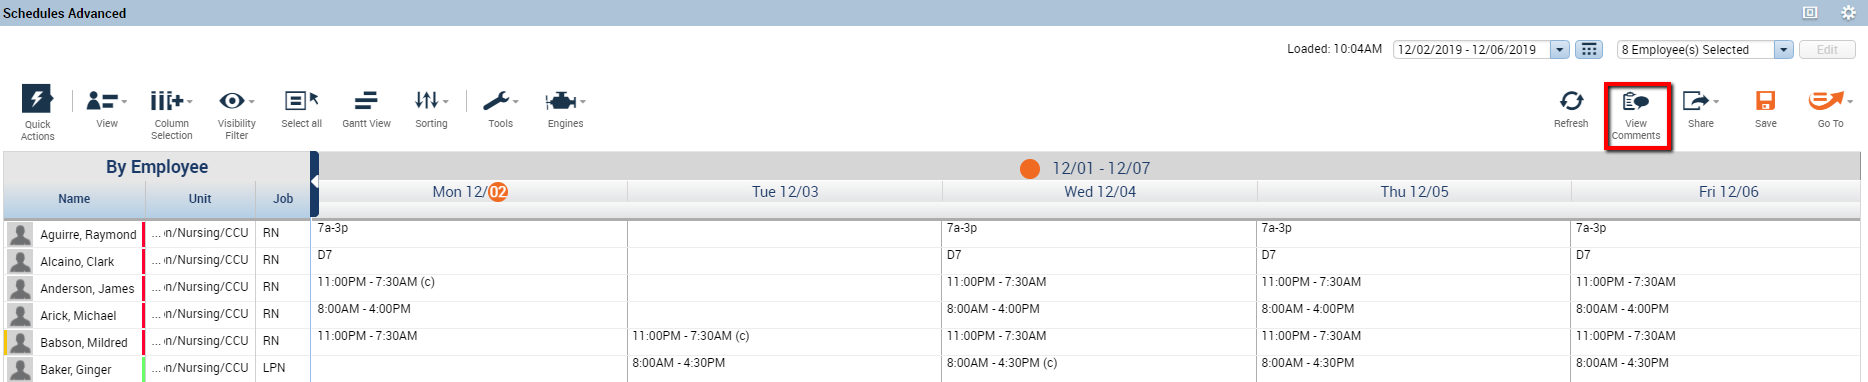 Schedules Advanced
Loaded: 10:04AM 12/02/2019 - 12/06/2019 8 Employee(s) Selected Edit
Quick Actions View Column Selection Visibility Filter Select all Gantt View Sorting Tools Engines Refresh View Comments Share Save Go To
By Employee 12/01 - 12/07
Name Unit Job Mon 12/02 Tue 12/03 Wed 12/04 Thu 12/05 Fri 12/06
Aguirre, Raymond ...on/Nursing/CCU RN 7a-3p 7a-3p 7a-3p 7a-3p
Alcaino, Clark ...on/Nursing/CCU RN D7 D7 D7 D7
Anderson, James ...on/Nursing/CCU RN 11:00PM - 7:30AM (c) 11:00PM - 7:30AM 11:00PM - 7:30AM 11:00PM - 7:30AM
Arick, Michael ...on/Nursing/CCU RN 8:00AM - 4:00PM 8:00AM - 4:00PM 8:00AM - 4:00PM 8:00AM - 4:00PM
Babson, Mildred ...on/Nursing/CCU RN 11:00PM - 7:30AM 11:00PM - 7:30AM (c) 11:00PM - 7:30AM 11:00PM - 7:30AM 11:00PM - 7:30AM
Baker, Ginger ...on/Nursing/CCU LPN 8:00AM - 4:30PM 8:00AM - 4:30PM (c) 8:00AM - 4:30PM 8:00AM - 4:30PM